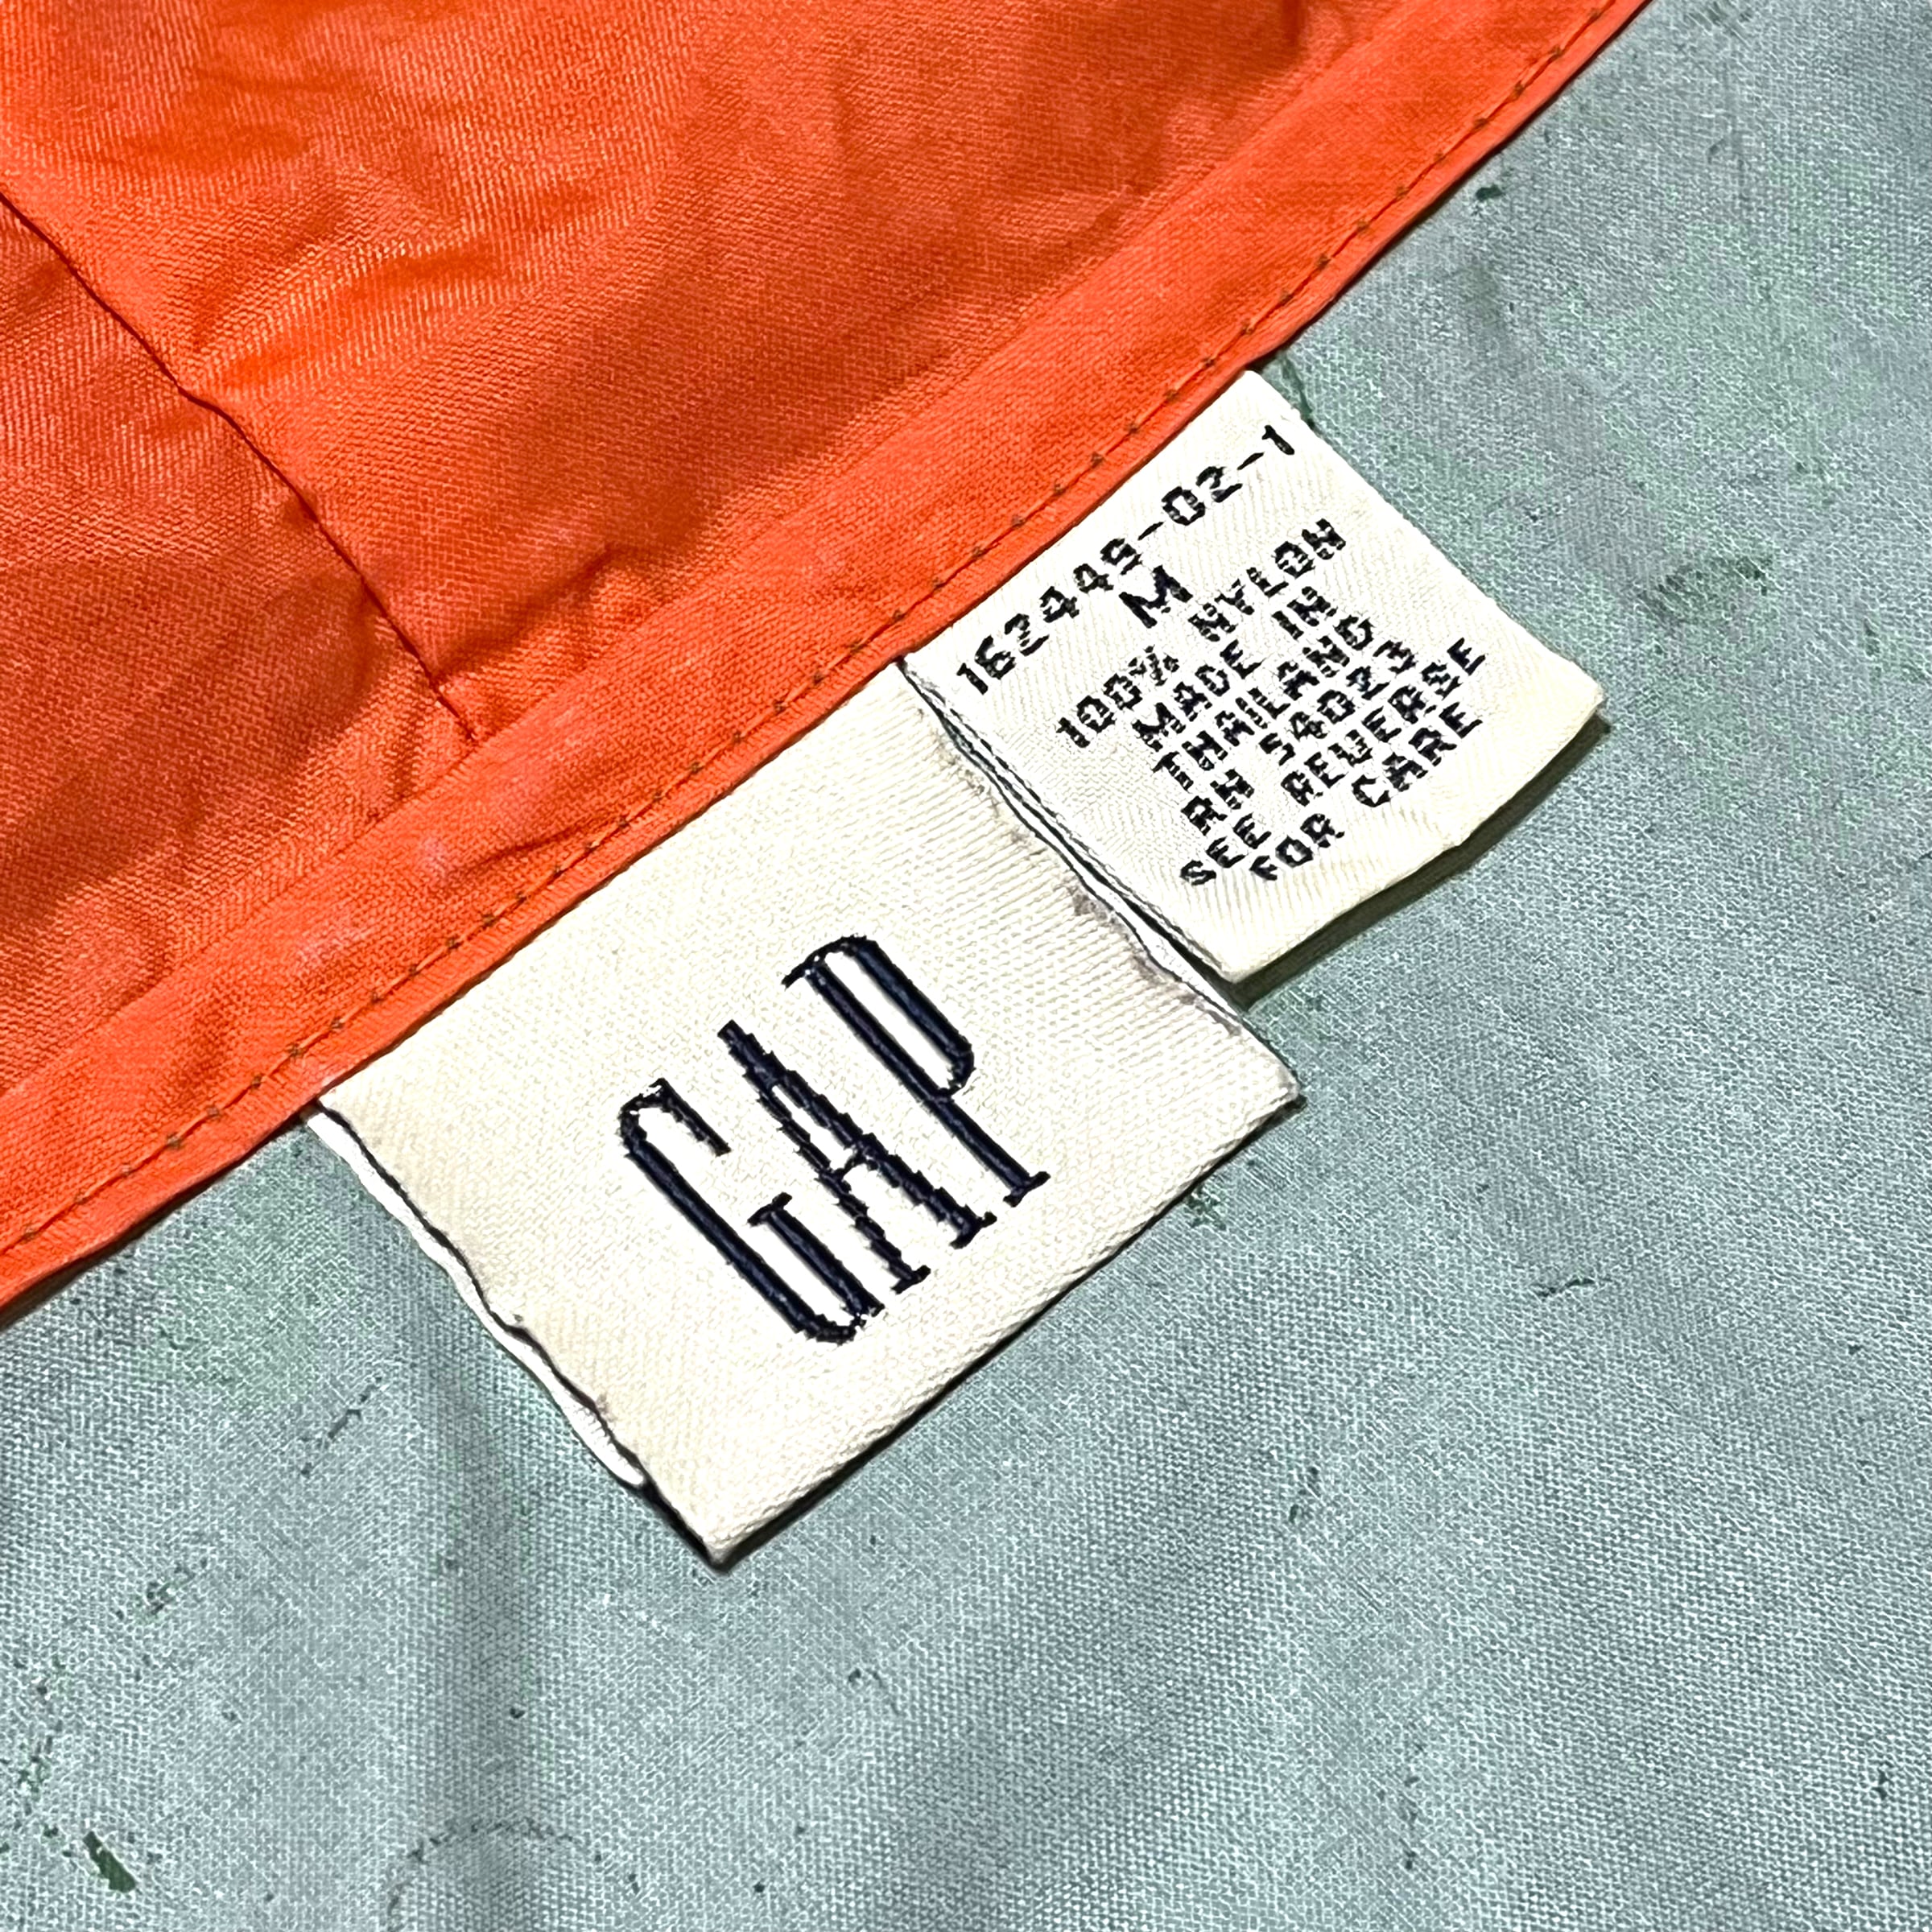 GAP
162449-02-1
M
100% NYLON
MADE IN
THAILAND
RN 54023
SEE REVERSE
FOR CARE